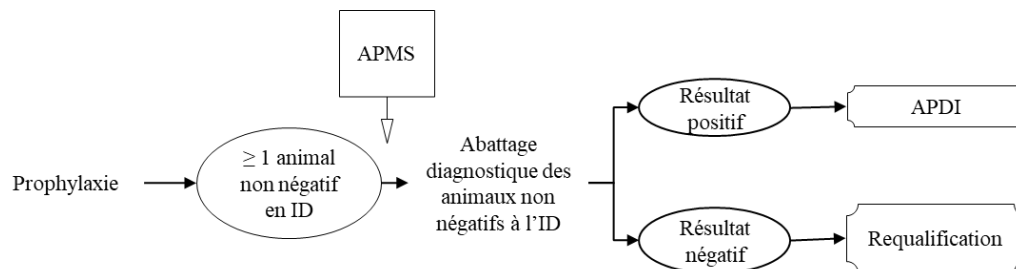 APMS
Prophylaxie
≥ 1 animal
non négatif
en ID
Abattage
diagnostique des
animaux non
négatifs à l’ID
Résultat
positif
APDI
Résultat
négatif
Requalification